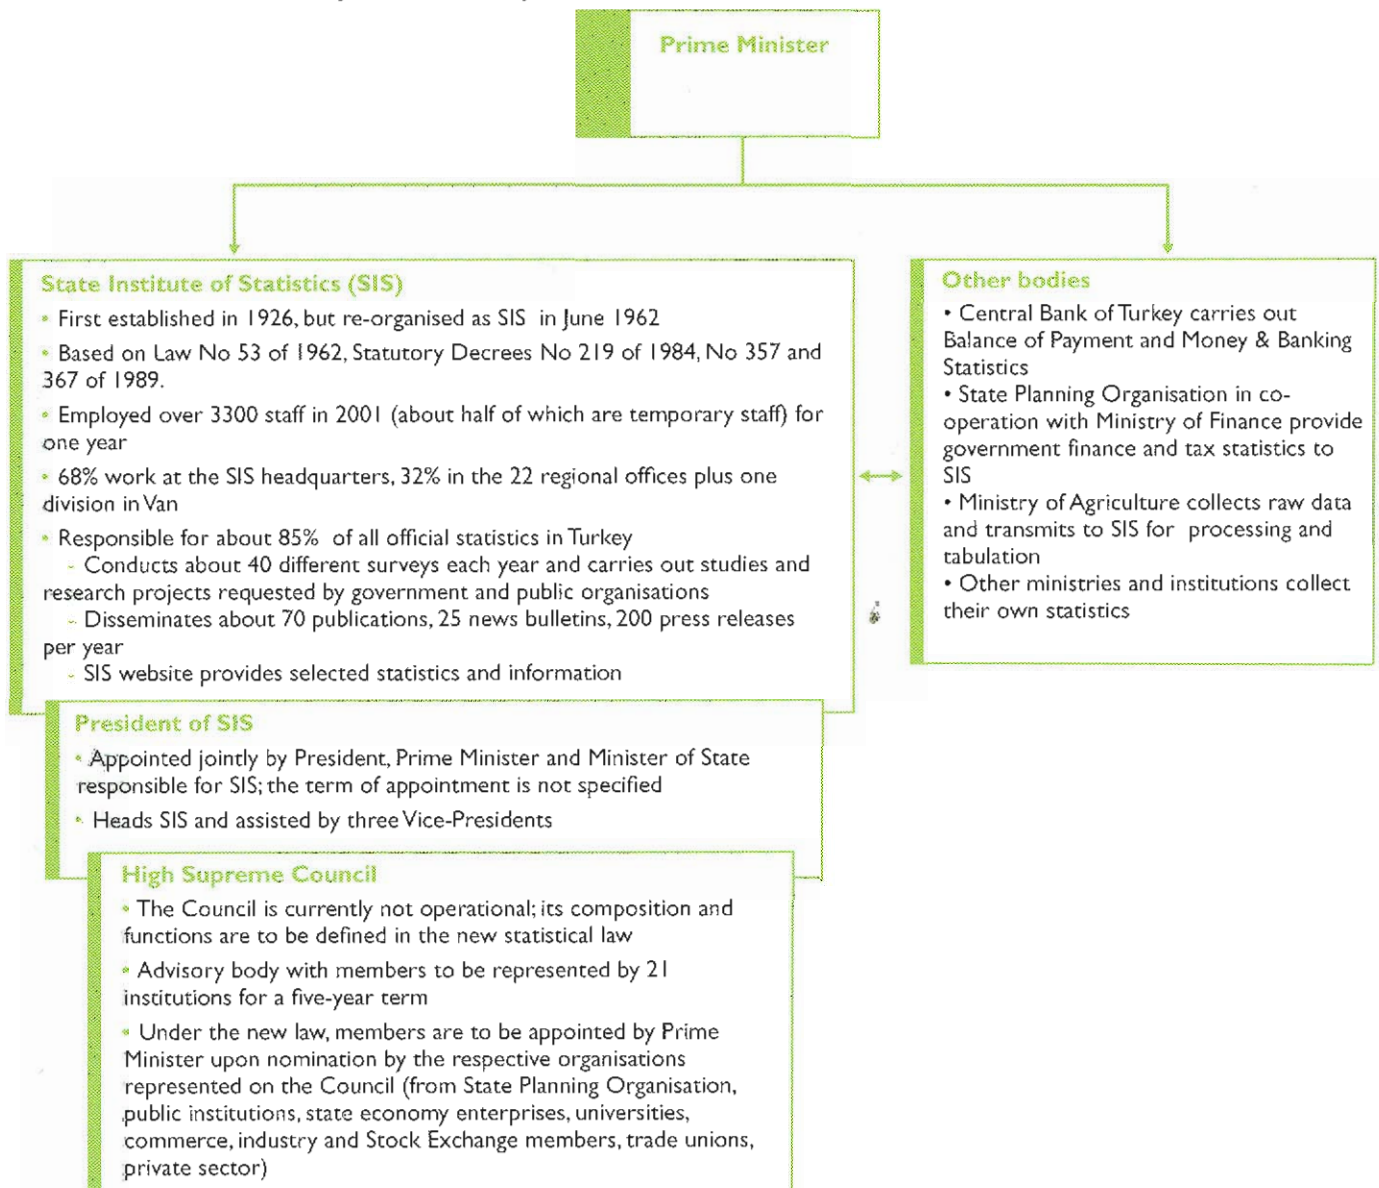 Prime Minister
State Institute of Statistics (SIS)
• First established in 1926, but re-organised as SIS in June 1962
• Based on Law No 53 of 1962, Statutory Decrees No 219 of 1984, No 357 and
367 of 1989.
• Employed over 3300 staff in 2001 (about half of which are temporary staff) for
one year
• 68% work at the SIS headquarters, 32% in the 22 regional offices plus one
division in Van
• Responsible for about 85% of all official statistics in Turkey
- Conducts about 40 different surveys each year and carries out studies and
research projects requested by government and public organisations
- Disseminates about 70 publications, 25 news bulletins, 200 press releases
per year
- SIS website provides selected statistics and information
Other bodies
• Central Bank of Turkey carries out
Balance of Payment and Money & Banking
Statistics
• State Planning Organisation in co-
operation with Ministry of Finance provide
government finance and tax statistics to
SIS
• Ministry of Agriculture collects raw data
and transmits to SIS for processing and
tabulation
• Other ministries and institutions collect
their own statistics
President of SIS
• Appointed jointly by President, Prime Minister and Minister of State
responsible for SIS; the term of appointment is not specified
• Heads SIS and assisted by three Vice-Presidents
High Supreme Council
• The Council is currently not operational; its composition and
functions are to be defined in the new statistical law
• Advisory body with members to be represented by 21
institutions for a five-year term
• Under the new law, members are to be appointed by Prime
Minister upon nomination by the respective organisations
represented on the Council (from State Planning Organisation,
public institutions, state economy enterprises, universities,
commerce, industry and Stock Exchange members, trade unions,
private sector)